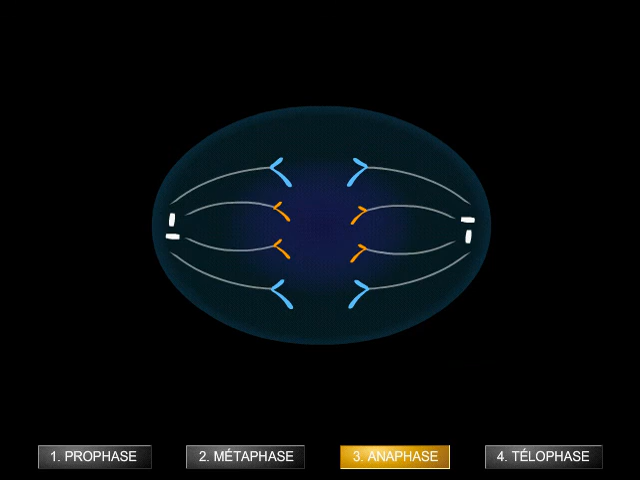 1. PROPHASE
2. MÉTAPHASE
3. ANAPHASE
4. TÉLOPHASE